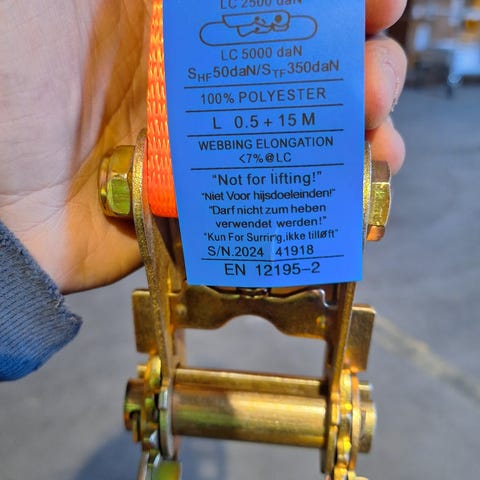 LC 2500 daN
LC 5000 daN
SHF50daN/STF350daN
100% POLYESTER
L 0.5 + 15 M
WEBBING ELONGATION
<7%@LC
"Not for lifting!"
"Niet Voor hijsdoeleinden!"
"Darf nicht zum heben
verwendet werden!"
"Kun For Surring,ikke tilløft"
S/N.2024 41918
EN 12195-2